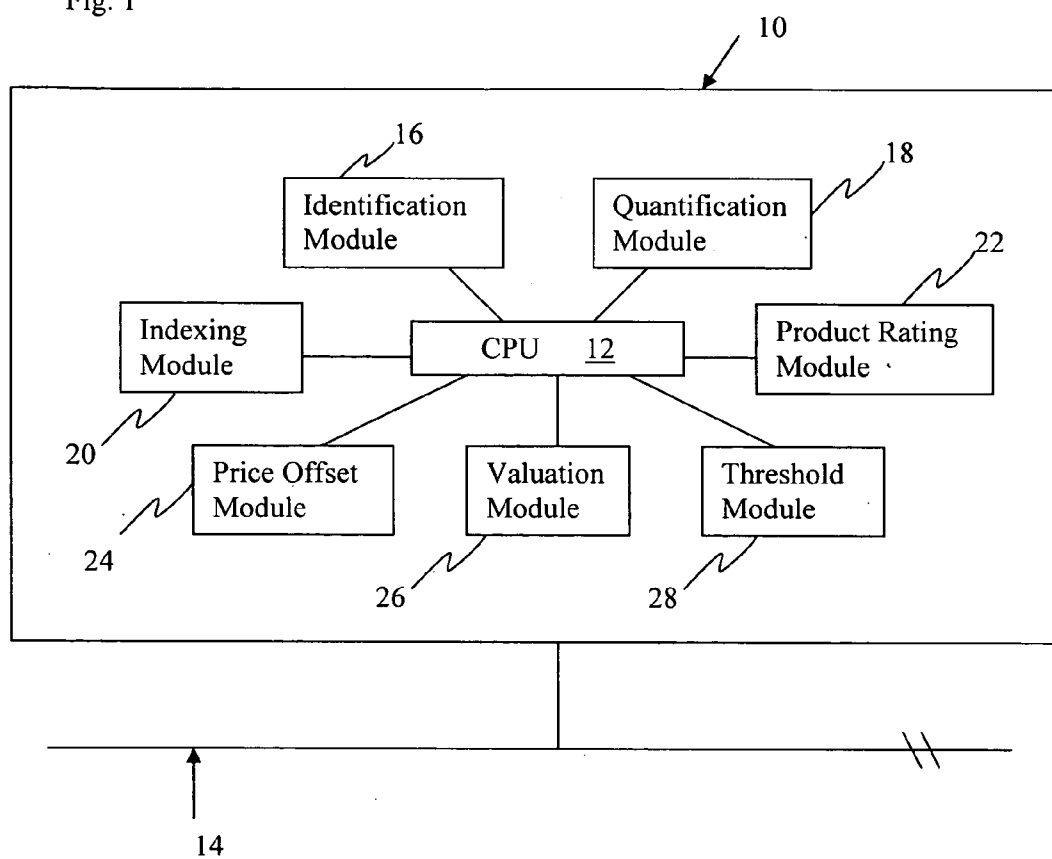 Fig. 1
10
16
18
Identification
Module
Quantification
Module
22
Indexing
Module
CPU 12
Product Rating
Module
20
Price Offset
Module
Valuation
Module
Threshold
Module
24
26
28
14